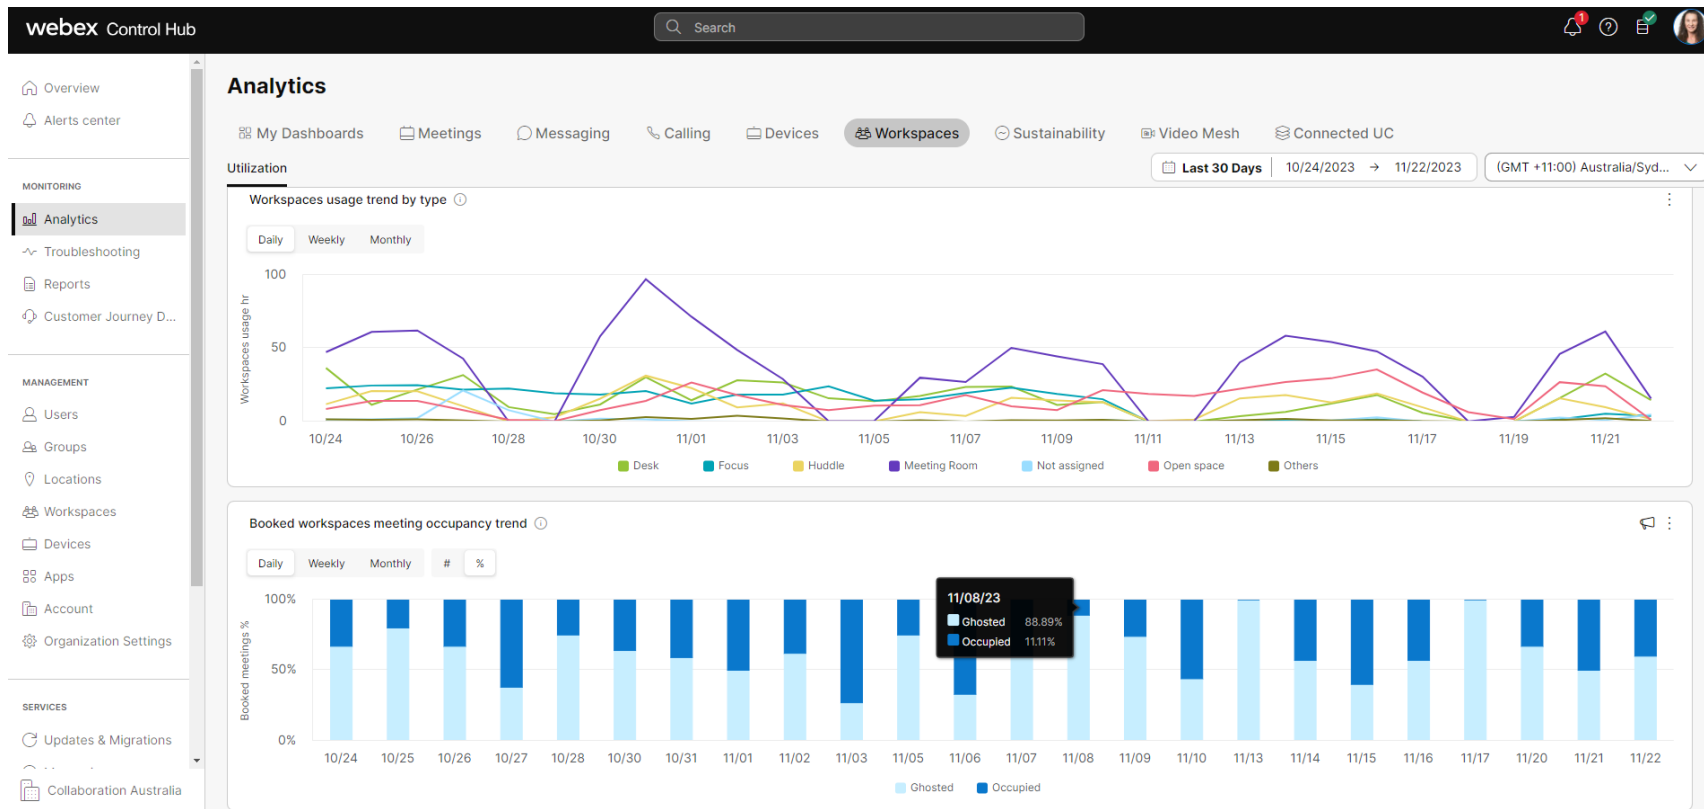 webex Control Hub
Search
1
Overview
Alerts center
MONITORING
Analytics
Troubleshooting
Reports
Customer Journey D...
MANAGEMENT
Users
Groups
Locations
Workspaces
Devices
Apps
Account
Organization Settings
SERVICES
Updates & Migrations
Collaboration Australia
Analytics
My Dashboards Meetings Messaging Calling Devices Workspaces Sustainability Video Mesh Connected UC
Utilization
Last 30 Days 10/24/2023 → 11/22/2023 (GMT +11:00) Australia/Syd...
Workspaces usage trend by type
Daily Weekly Monthly
Workspaces usage hr
100
50
0
10/24 10/26 10/28 10/30 11/01 11/03 11/05 11/07 11/09 11/11 11/13 11/15 11/17 11/19 11/21
Desk Focus Huddle Meeting Room Not assigned Open space Others
Booked workspaces meeting occupancy trend
Daily Weekly Monthly # %
Booked meetings %
100%
50%
0%
11/08/23
Ghosted 88.89%
Occupied 11.11%
10/24 10/25 10/26 10/27 10/28 10/30 10/31 11/01 11/02 11/03 11/05 11/06 11/07 11/08 11/09 11/10 11/13 11/14 11/15 11/16 11/17 11/20 11/21 11/22
Ghosted Occupied